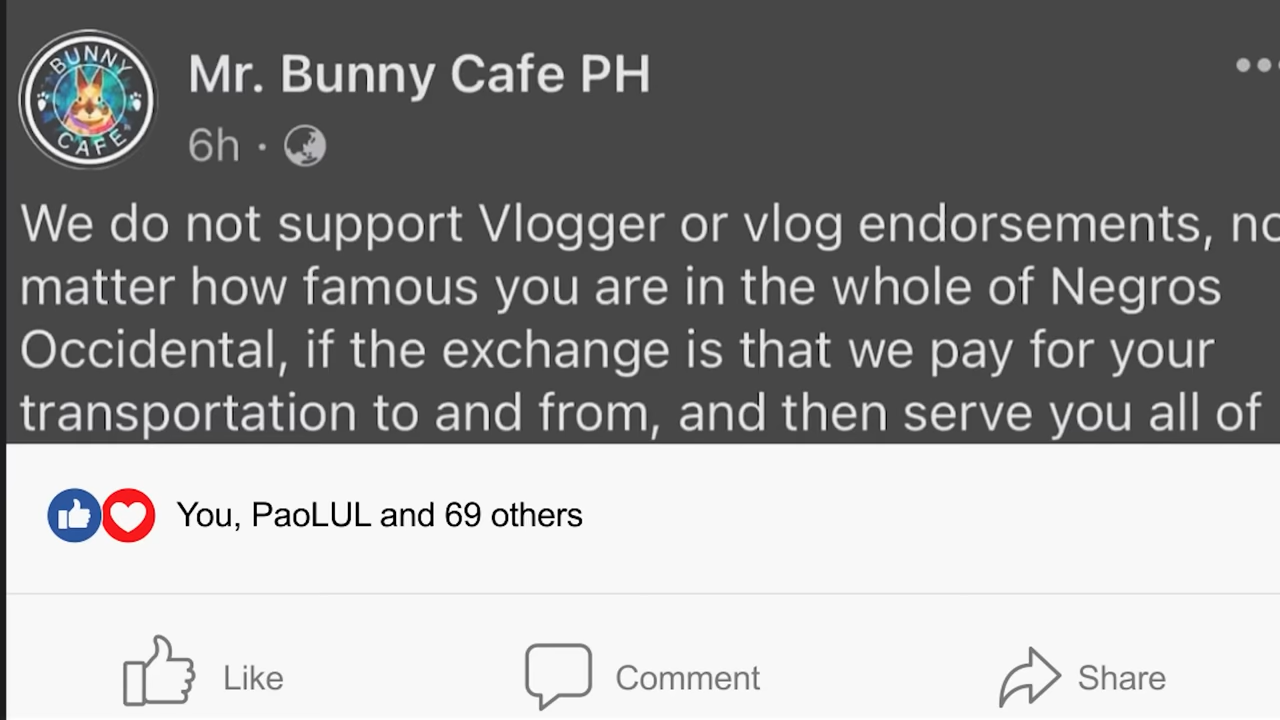 BUNNY
CAFE
Mr. Bunny Cafe PH
6h ·
We do not support Vlogger or vlog endorsements, no
matter how famous you are in the whole of Negros
Occidental, if the exchange is that we pay for your
transportation to and from, and then serve you all of
You, PaoLUL and 69 others
Like
Comment
Share